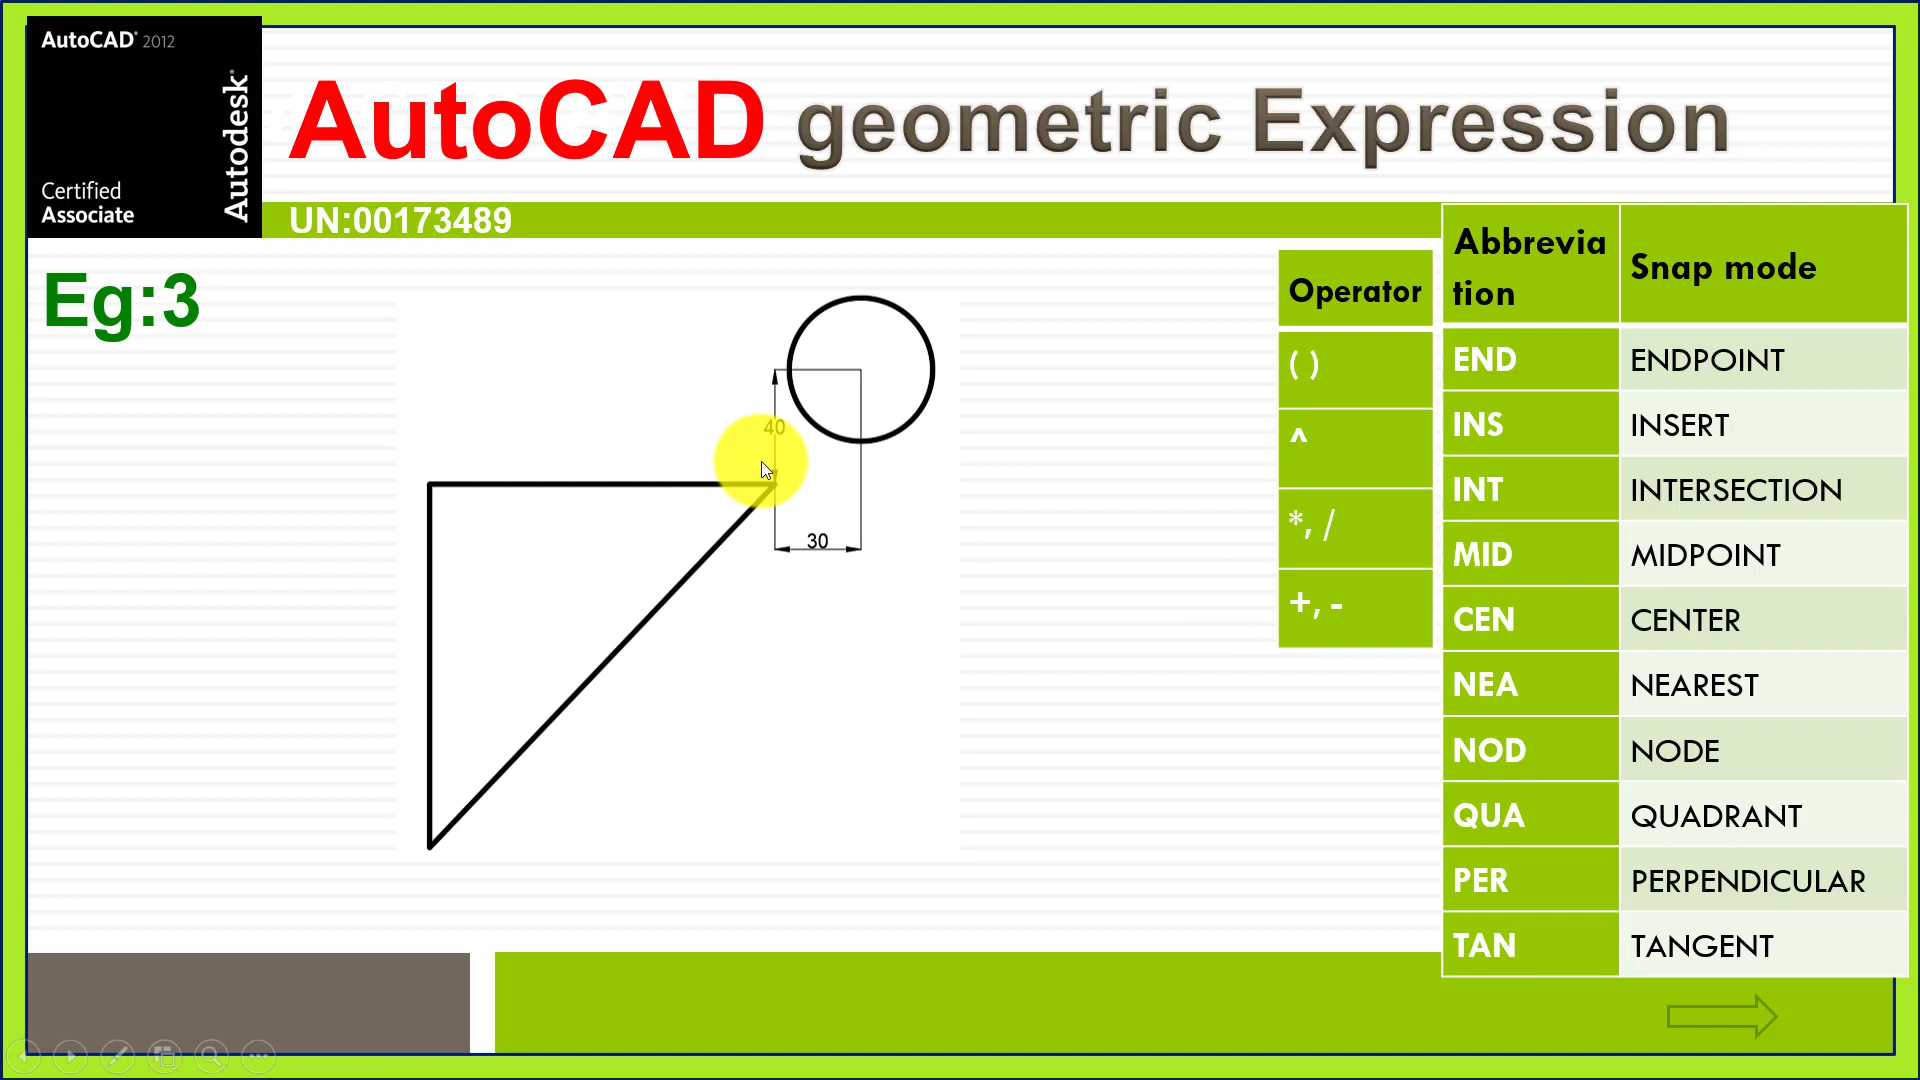 AutoCAD® 2012
Autodesk®
Certified
Associate
AutoCAD geometric Expression
UN:00173489
Eg:3
40
30
Operator
( )
^
*, /
+, -
Abbrevia
tion
Snap mode
END ENDPOINT
INS INSERT
INT INTERSECTION
MID MIDPOINT
CEN CENTER
NEA NEAREST
NOD NODE
QUA QUADRANT
PER PERPENDICULAR
TAN TANGENT